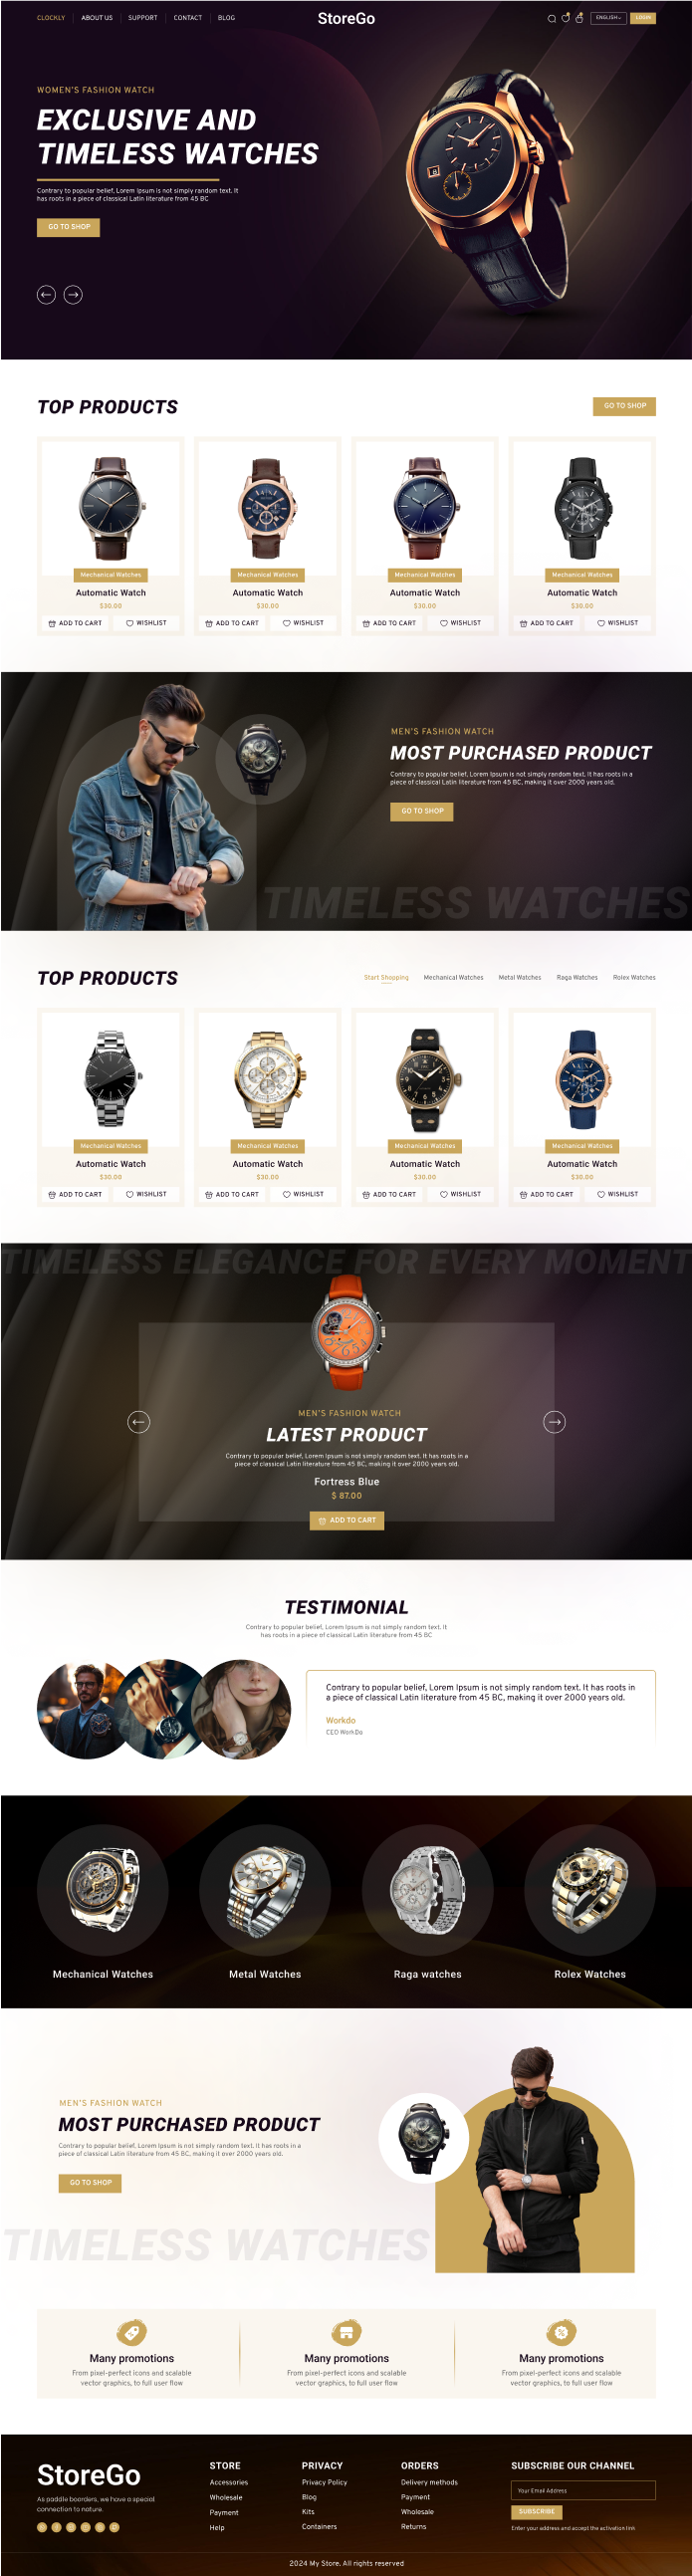 CLOCKLY ABOUT US SUPPORT CONTACT BLOG StoreGo ENGLISH LOGIN
WOMEN'S FASHION WATCH
EXCLUSIVE AND
TIMELESS WATCHES
Contrary to popular belief, Lorem Ipsum is not simply random text. It
has roots in a piece of classical Latin literature from 45 BC
GO TO SHOP
TOP PRODUCTS GO TO SHOP
Mechanical Watches Mechanical Watches Mechanical Watches Mechanical Watches
Automatic Watch Automatic Watch Automatic Watch Automatic Watch
$30.00 $30.00 $30.00 $30.00
ADD TO CART WISHLIST ADD TO CART WISHLIST ADD TO CART WISHLIST ADD TO CART WISHLIST
MEN'S FASHION WATCH
MOST PURCHASED PRODUCT
Contrary to popular belief, Lorem Ipsum is not simply random text. It has roots in a
piece of classical Latin literature from 45 BC, making it over 2000 years old.
GO TO SHOP
TIMELESS WATCHES
TOP PRODUCTS Start Shopping Mechanical Watches Metal Watches Raga Watches Rolex Watches
Mechanical Watches Mechanical Watches Mechanical Watches Mechanical Watches
Automatic Watch Automatic Watch Automatic Watch Automatic Watch
$30.00 $30.00 $30.00 $30.00
ADD TO CART WISHLIST ADD TO CART WISHLIST ADD TO CART WISHLIST ADD TO CART WISHLIST
TIMELESS ELEGANCE FOR EVERY MOMENT
MEN'S FASHION WATCH
LATEST PRODUCT
Contrary to popular belief, Lorem Ipsum is not simply random text. It has roots in a
piece of classical Latin literature from 45 BC, making it over 2000 years old.
Fortress Blue
$ 87.00
ADD TO CART
TESTIMONIAL
Contrary to popular belief, Lorem Ipsum is not simply random text. It
has roots in a piece of classical Latin literature from 45 BC
Contrary to popular belief, Lorem Ipsum is not simply random text. It has roots in
a piece of classical Latin literature from 45 BC, making it over 2000 years old.
Workdo
CEO WorkDo
Mechanical Watches Metal Watches Raga watches Rolex Watches
MEN'S FASHION WATCH
MOST PURCHASED PRODUCT
Contrary to popular belief, Lorem Ipsum is not simply random text. It has roots in a
piece of classical Latin literature from 45 BC, making it over 2000 years old.
GO TO SHOP
TIMELESS WATCHES
Many promotions Many promotions Many promotions
From pixel-perfect icons and scalable From pixel-perfect icons and scalable From pixel-perfect icons and scalable
vector graphics, to full user flow vector graphics, to full user flow vector graphics, to full user flow
StoreGo
As paddle boarders, we have a special
connection to nature.
STORE
Accessories
Wholesale
Payment
Help
PRIVACY
Privacy Policy
Blog
Kits
Containers
ORDERS
Delivery methods
Payment
Wholesale
Returns
SUBSCRIBE OUR CHANNEL
Your Email Address
SUBSCRIBE
Enter your address and accept the activation link
2024 My Store. All rights reserved